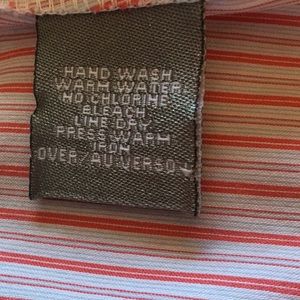 HAND WASH
WARM WATER
NO CHLORINE
BLEACH
LINE DRY
PRESS WARM
IRON
OVER/AU VERSO